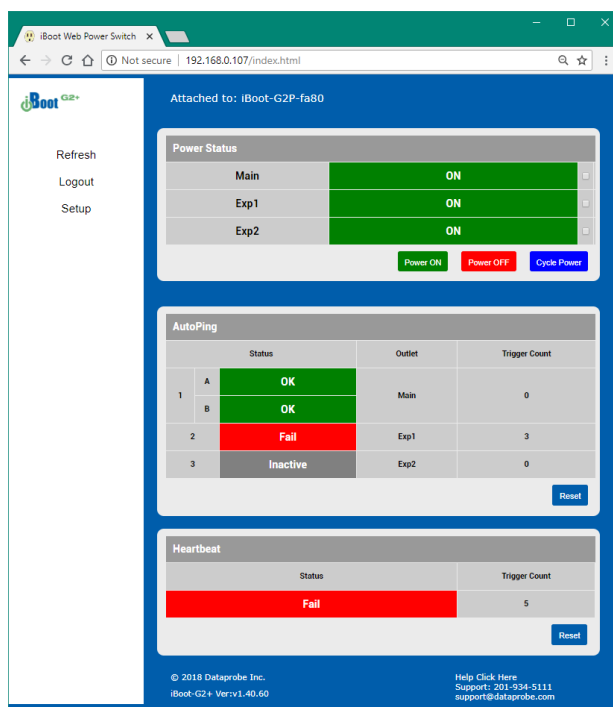 iBoot Web Power Switch
Not secure | 192.168.0.107/index.html
iBoot G2+
Attached to: iBoot-G2P-fa80
Refresh
Logout
Setup
Power Status
Main ON
Exp1 ON
Exp2 ON
Power ON Power OFF Cycle Power
AutoPing
Status Outlet Trigger Count
1 A OK Main 0
B OK
2 Fail Exp1 3
3 Inactive Exp2 0
Reset
Heartbeat
Status Trigger Count
Fail 5
Reset
© 2018 Dataprobe Inc.
iBoot-G2+ Ver:v1.40.60
Help Click Here
Support: 201-934-5111
support@dataprobe.com